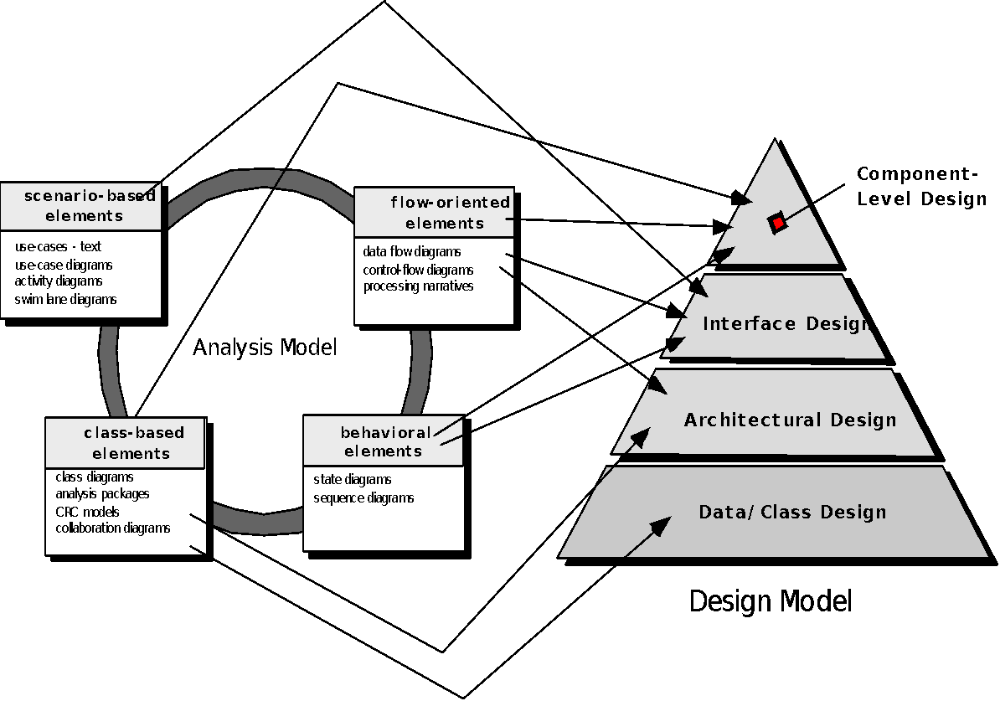 scenario-based
elements
use-cases - text
use-case diagrams
activity diagrams
swim lane diagrams
flow-oriented
elements
data flow diagrams
control-flow diagrams
processing narratives
Analysis Model
class-based
elements
class diagrams
analysis packages
CRC models
collaboration diagrams
behavioral
elements
state diagrams
sequence diagrams
Component-
Level Design
Interface Design
Architectural Design
Data/ Class Design
Design Model